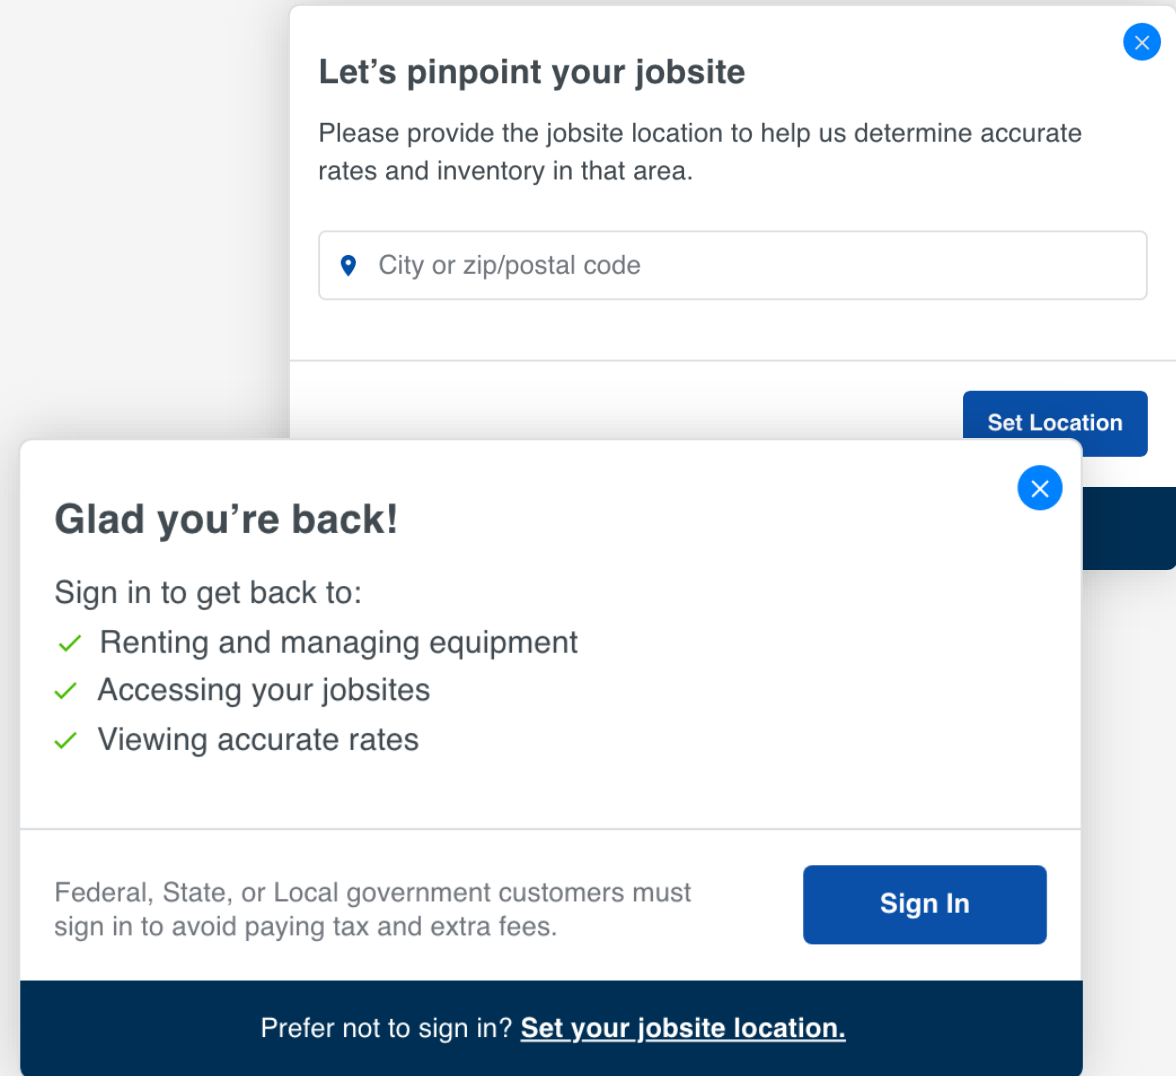 Let’s pinpoint your jobsite
Please provide the jobsite location to help us determine accurate
rates and inventory in that area.
City or zip/postal code
Set Location
Glad you’re back!
Sign in to get back to:
Renting and managing equipment
Accessing your jobsites
Viewing accurate rates
Federal, State, or Local government customers must
sign in to avoid paying tax and extra fees.
Sign In
Prefer not to sign in? Set your jobsite location.